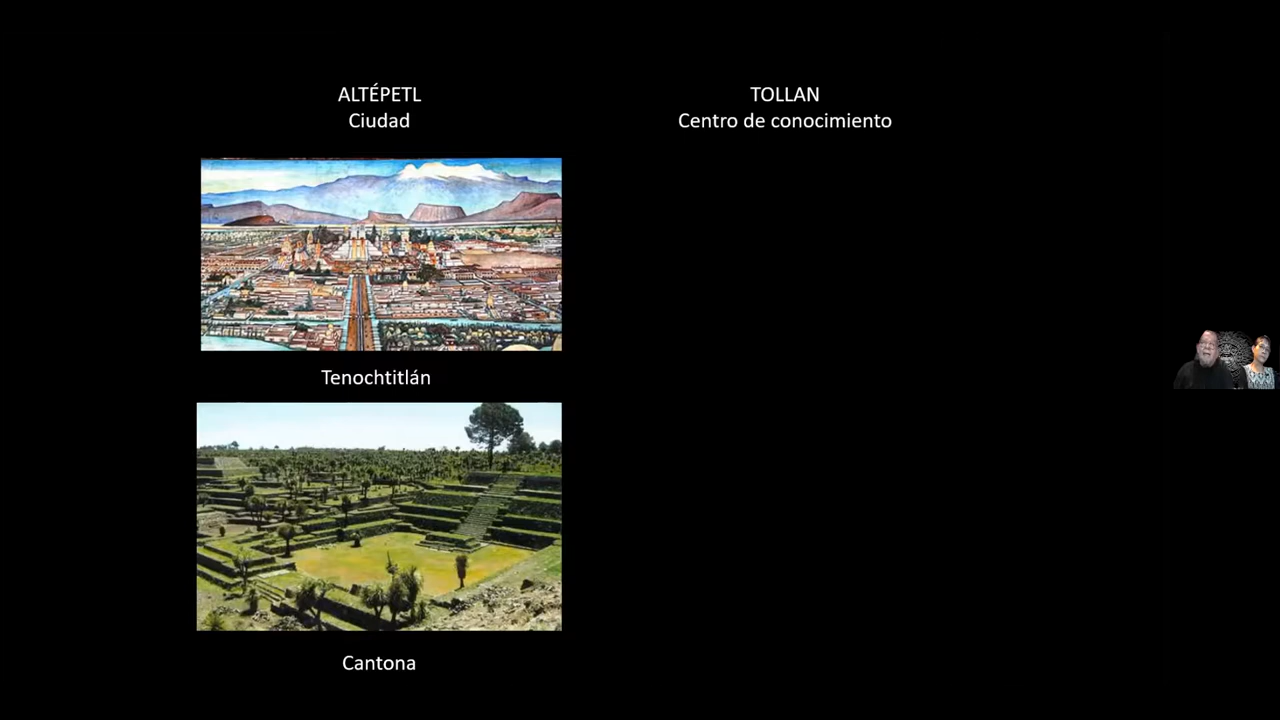 ALTÉPETL
Ciudad
TOLLAN
Centro de conocimiento
Tenochtitlán
Cantona